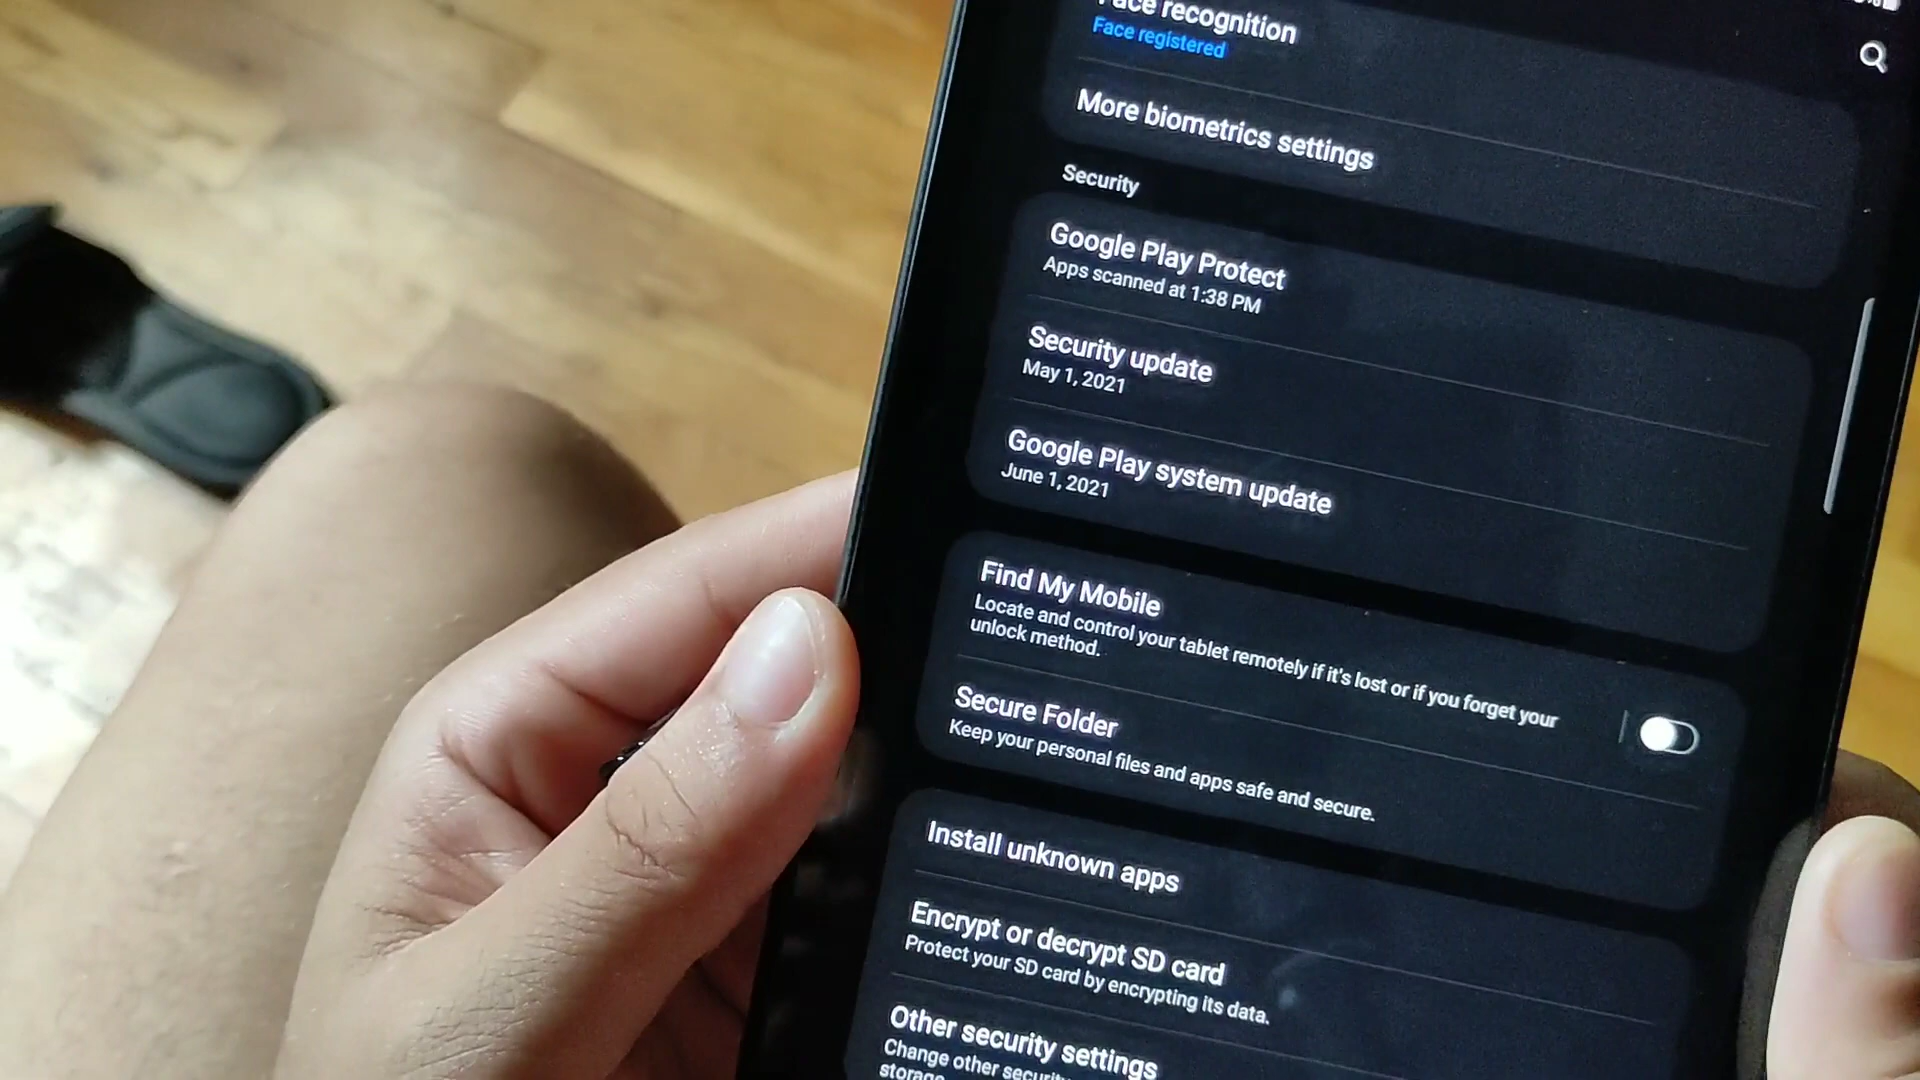 Face recognition
Face registered
More biometrics settings
Security
Google Play Protect
Apps scanned at 1:38 PM
Security update
May 1, 2021
Google Play system update
June 1, 2021
Find My Mobile
Locate and control your tablet remotely if it's lost or if you forget your
unlock method.
Secure Folder
Keep your personal files and apps safe and secure.
Install unknown apps
Encrypt or decrypt SD card
Protect your SD card by encrypting its data.
Other security settings
Change other
storage